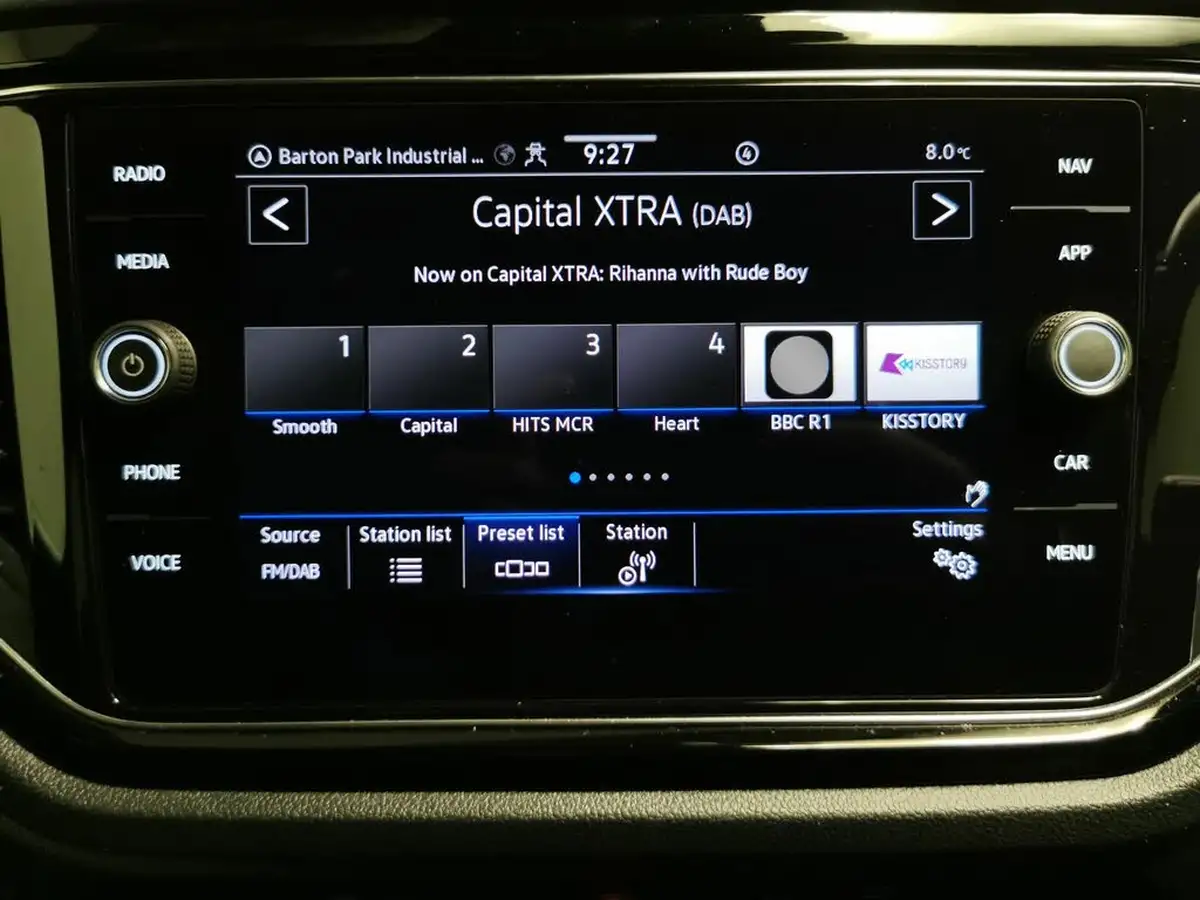 Barton Park Industrial ...
9:27
4
8.0°C
RADIO
NAV
<
Capital XTRA (DAB)
>
MEDIA
APP
Now on Capital XTRA: Rihanna with Rude Boy
1
2
3
4
KISSTORY
Smooth
Capital
HITS MCR
Heart
BBC R1
KISSTORY
PHONE
CAR
Source
Station list
Preset list
Station
Settings
FM/DAB
VOICE
MENU